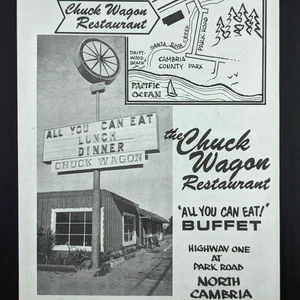 Chuck Wagon
Restaurant
SANTA ROSA CREEK
PARK ROAD
DRIFT-
WOOD
BEACH
CAMBRIA
COUNTY PARK
PACIFIC
OCEAN
ALL YOU CAN EAT
LUNCH
DINNER
CHUCK WAGON
the Chuck
Wagon
Restaurant
"ALL YOU CAN EAT!"
BUFFET
HIGHWAY ONE
AT
PARK ROAD
NORTH
CAMBRIA